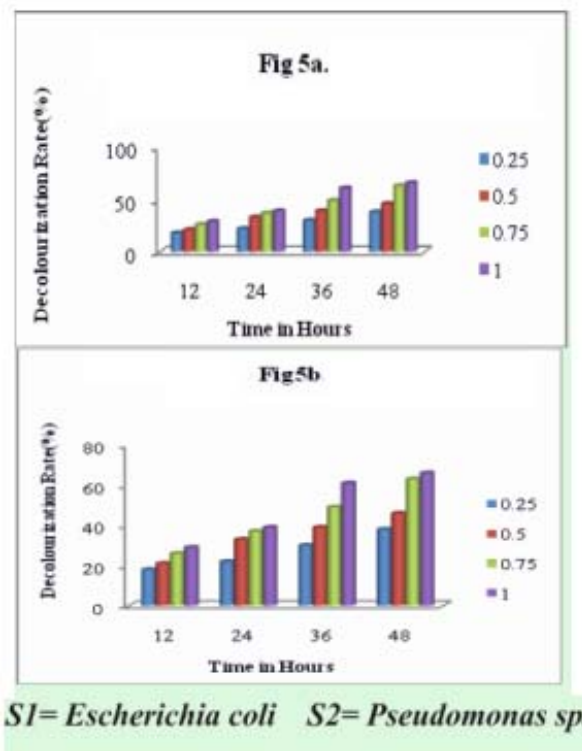 Fig 5a.
Decolourization Rate(%)
100
50
0
12 24 36 48
Time in Hours
0.25
0.5
0.75
1
Fig5b
Decolourization Rate(%)
80
60
40
20
0
12 24 36 48
Time in Hours
0.25
0.5
0.75
1
S1= Escherichia coli S2= Pseudomonas sp